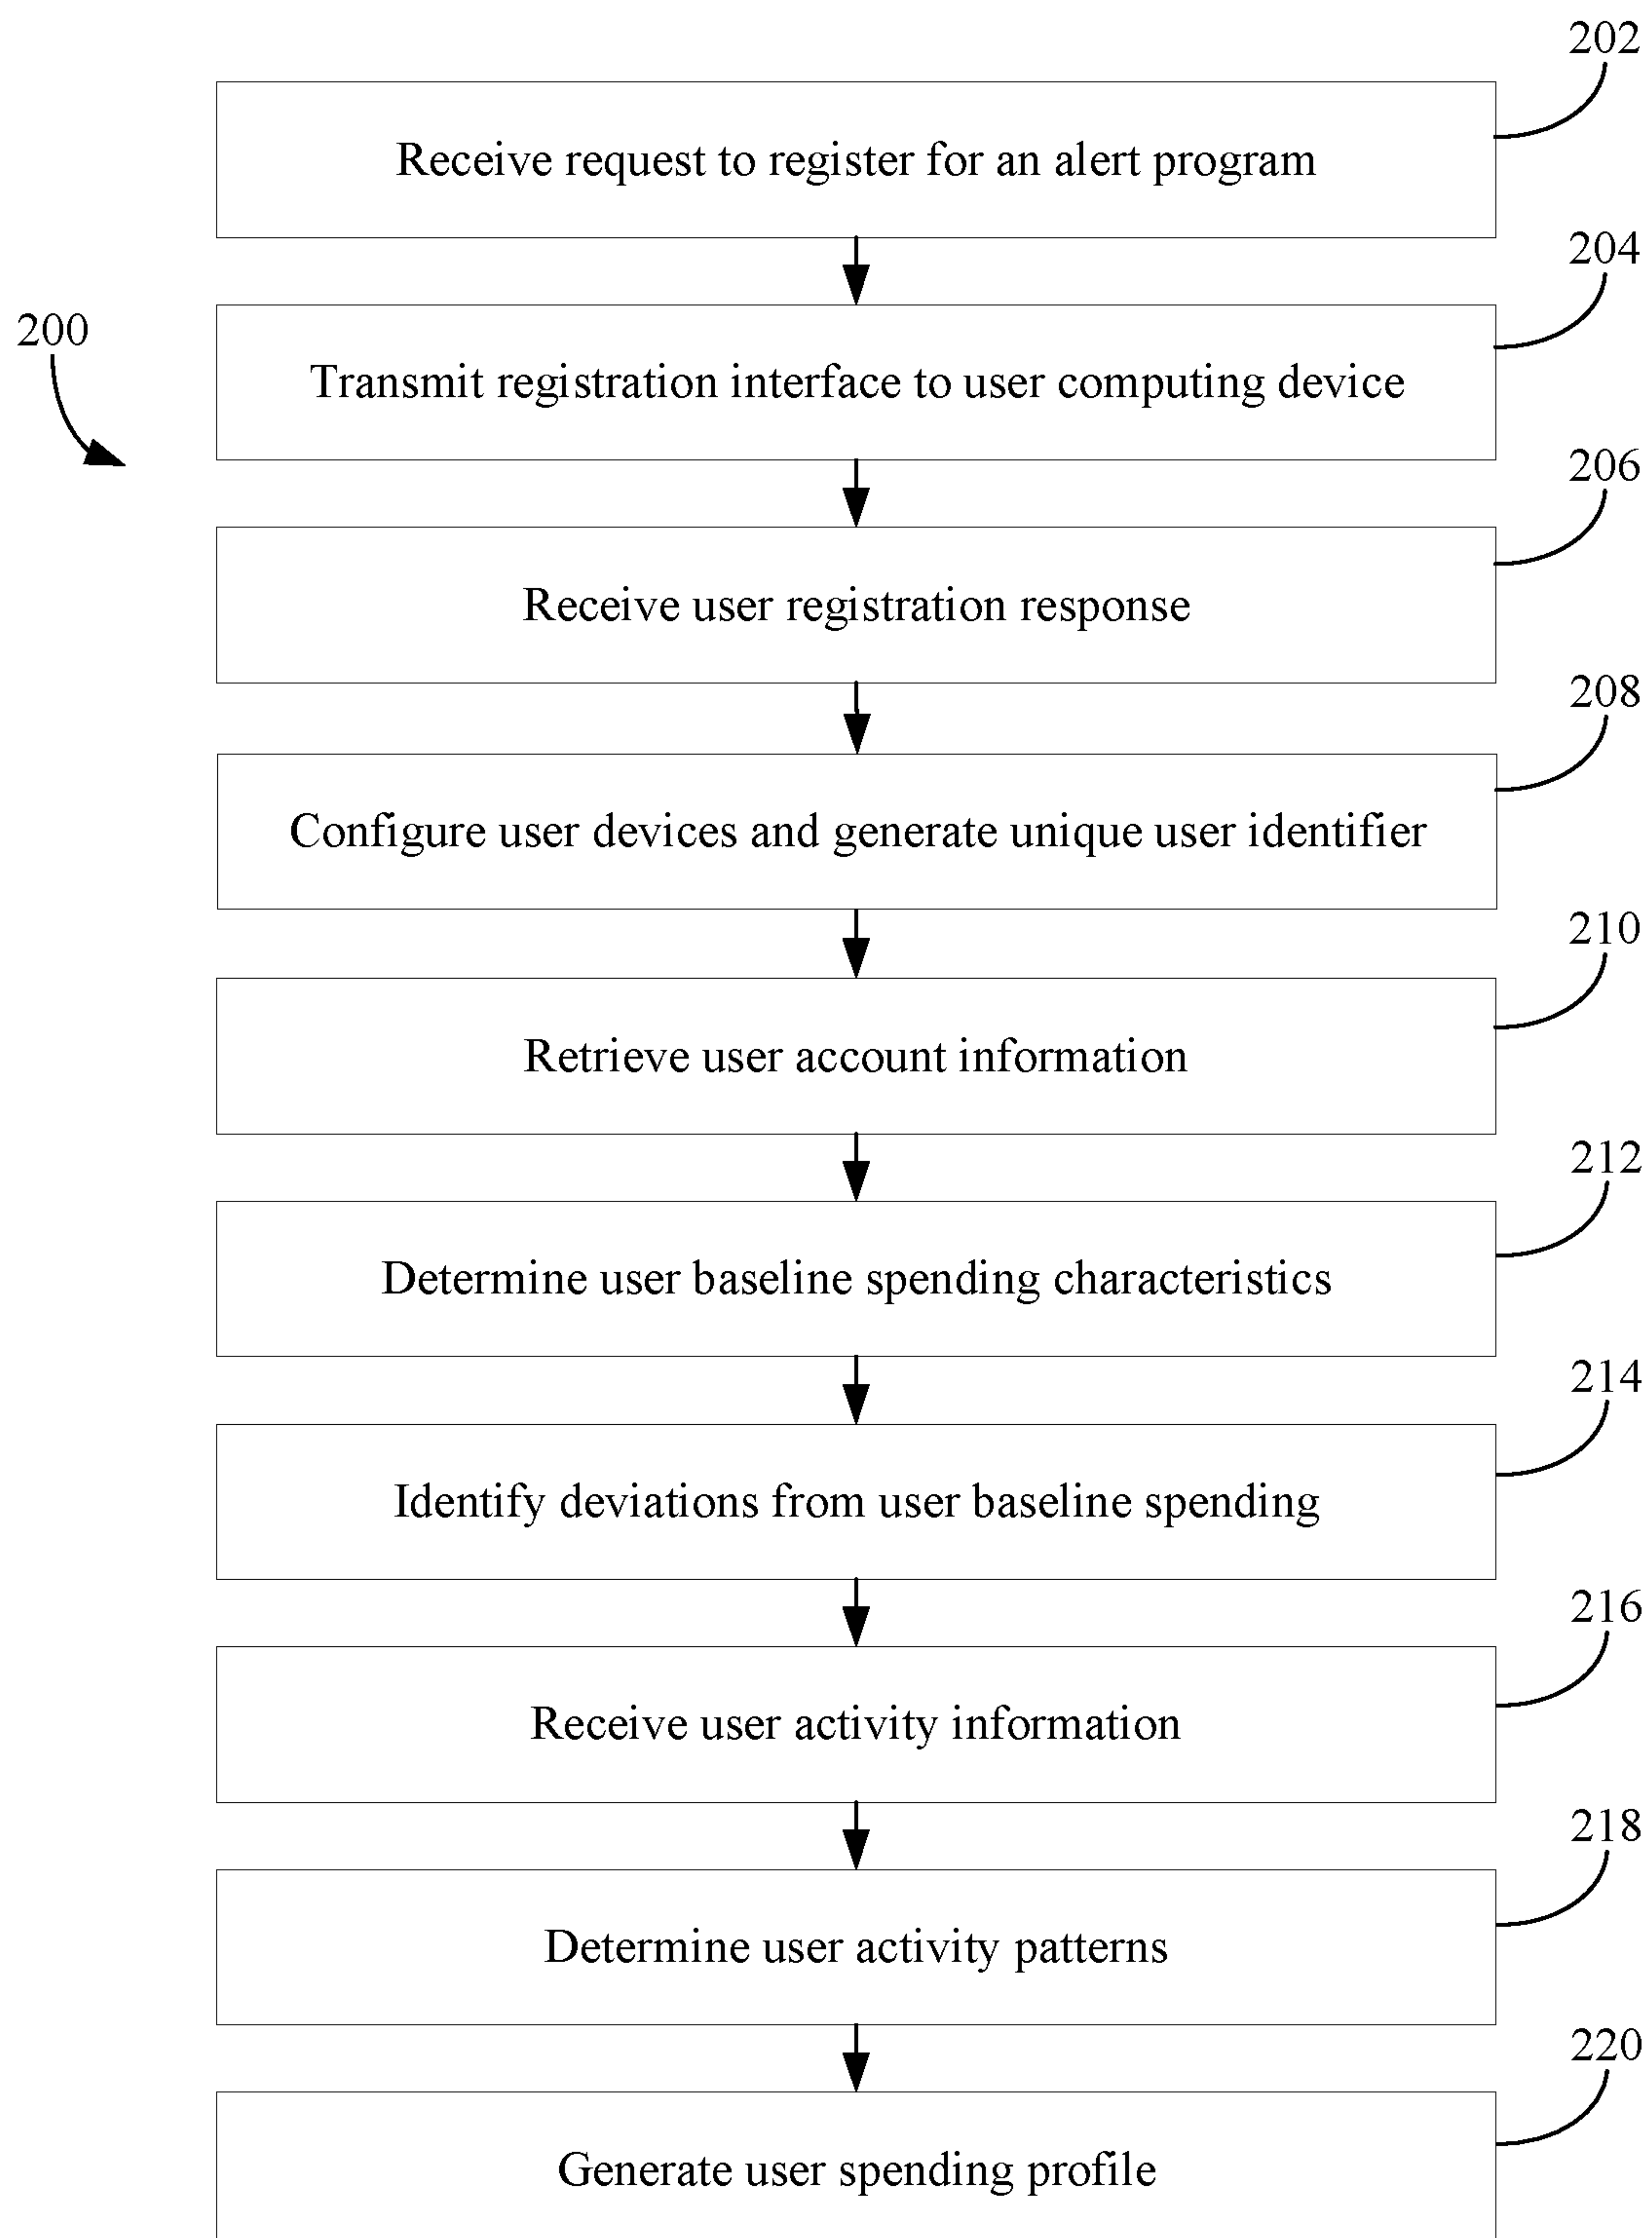 202
Receive request to register for an alert program
204
200
Transmit registration interface to user computing device
206
Receive user registration response
208
Configure user devices and generate unique user identifier
210
Retrieve user account information
212
Determine user baseline spending characteristics
214
Identify deviations from user baseline spending
216
Receive user activity information
218
Determine user activity patterns
220
Generate user spending profile